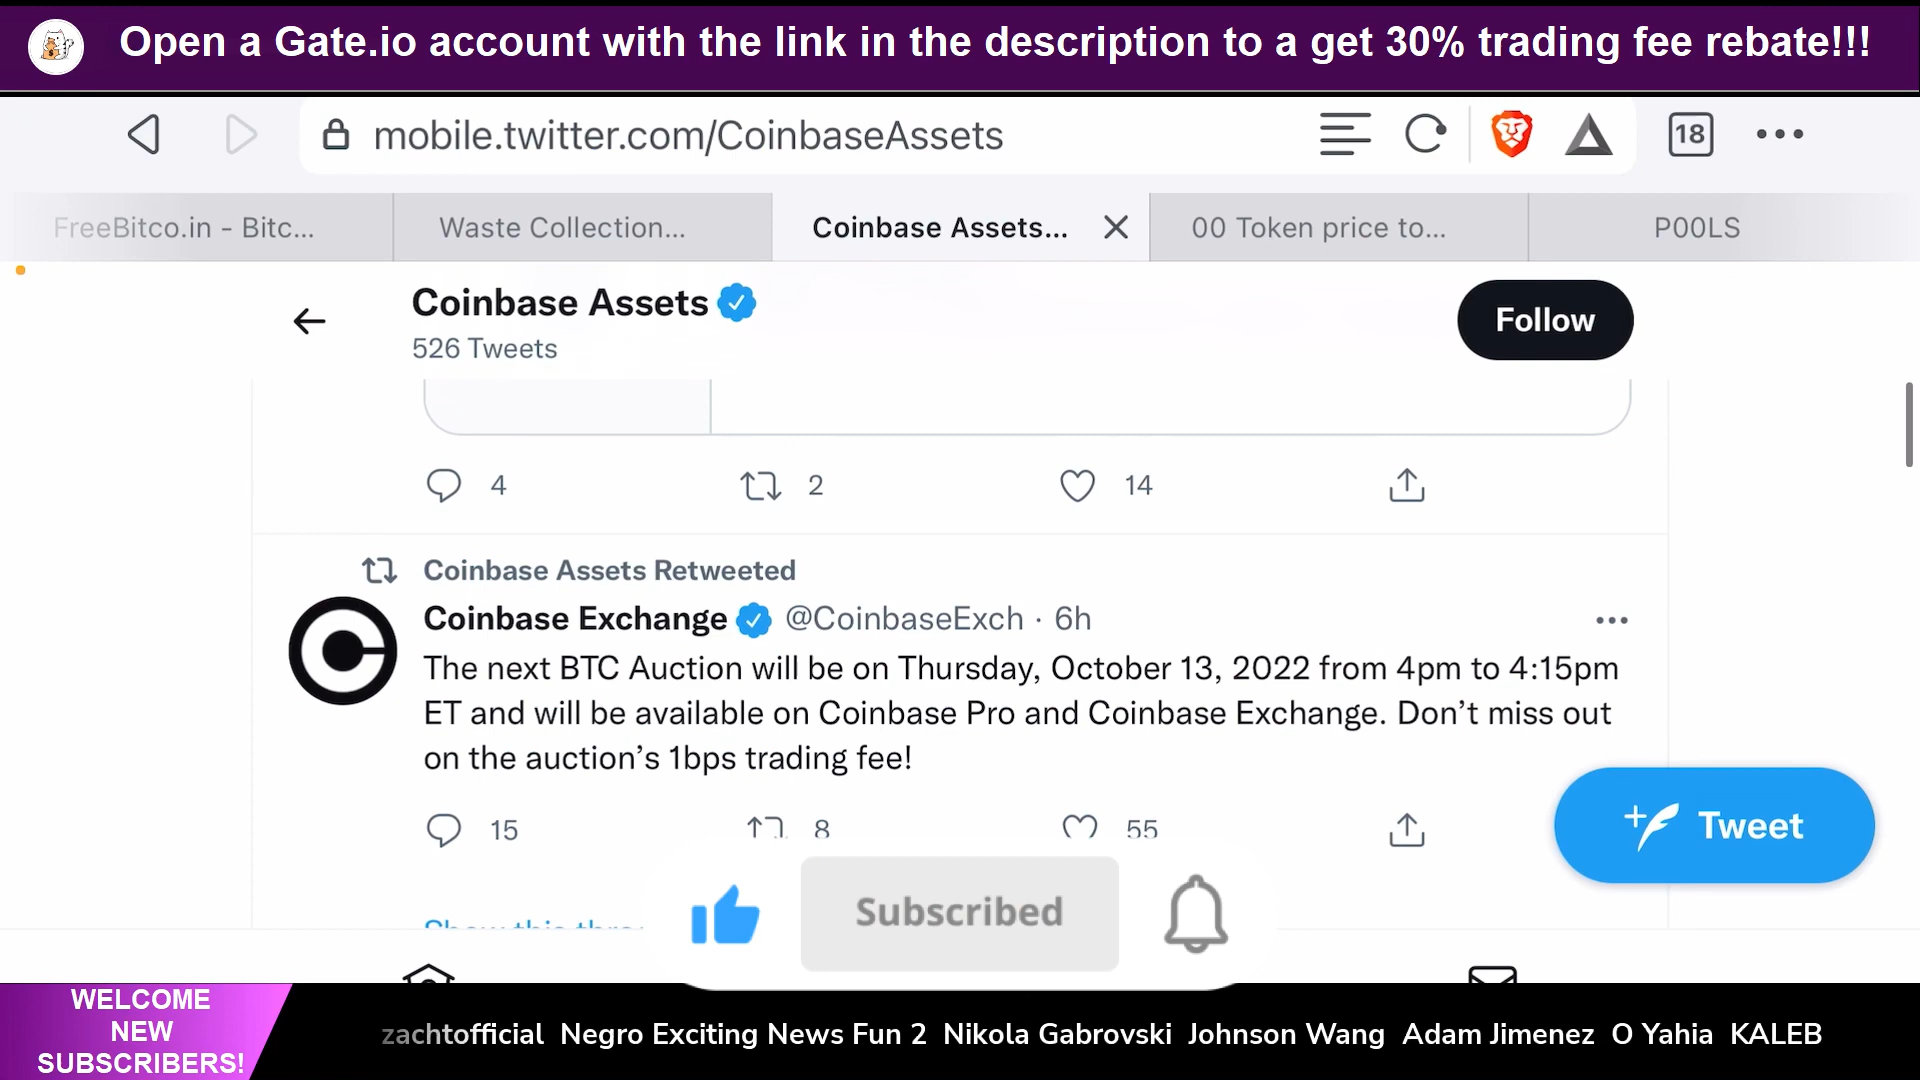 Open a Gate.io account with the link in the description to a get 30% trading fee rebate!!!
mobile.twitter.com/CoinbaseAssets
18
FreeBitco.in - Bitc...
Waste Collection...
Coinbase Assets...
00 Token price to...
P00LS
Coinbase Assets
526 Tweets
Follow
4
2
14
Coinbase Assets Retweeted
Coinbase Exchange @CoinbaseExch · 6h
The next BTC Auction will be on Thursday, October 13, 2022 from 4pm to 4:15pm
ET and will be available on Coinbase Pro and Coinbase Exchange. Don’t miss out
on the auction’s 1bps trading fee!
15
8
55
Tweet
Subscribed
WELCOME
NEW
SUBSCRIBERS!
zachtofficial Negro Exciting News Fun 2 Nikola Gabrovski Johnson Wang Adam Jimenez O Yahia KALEB